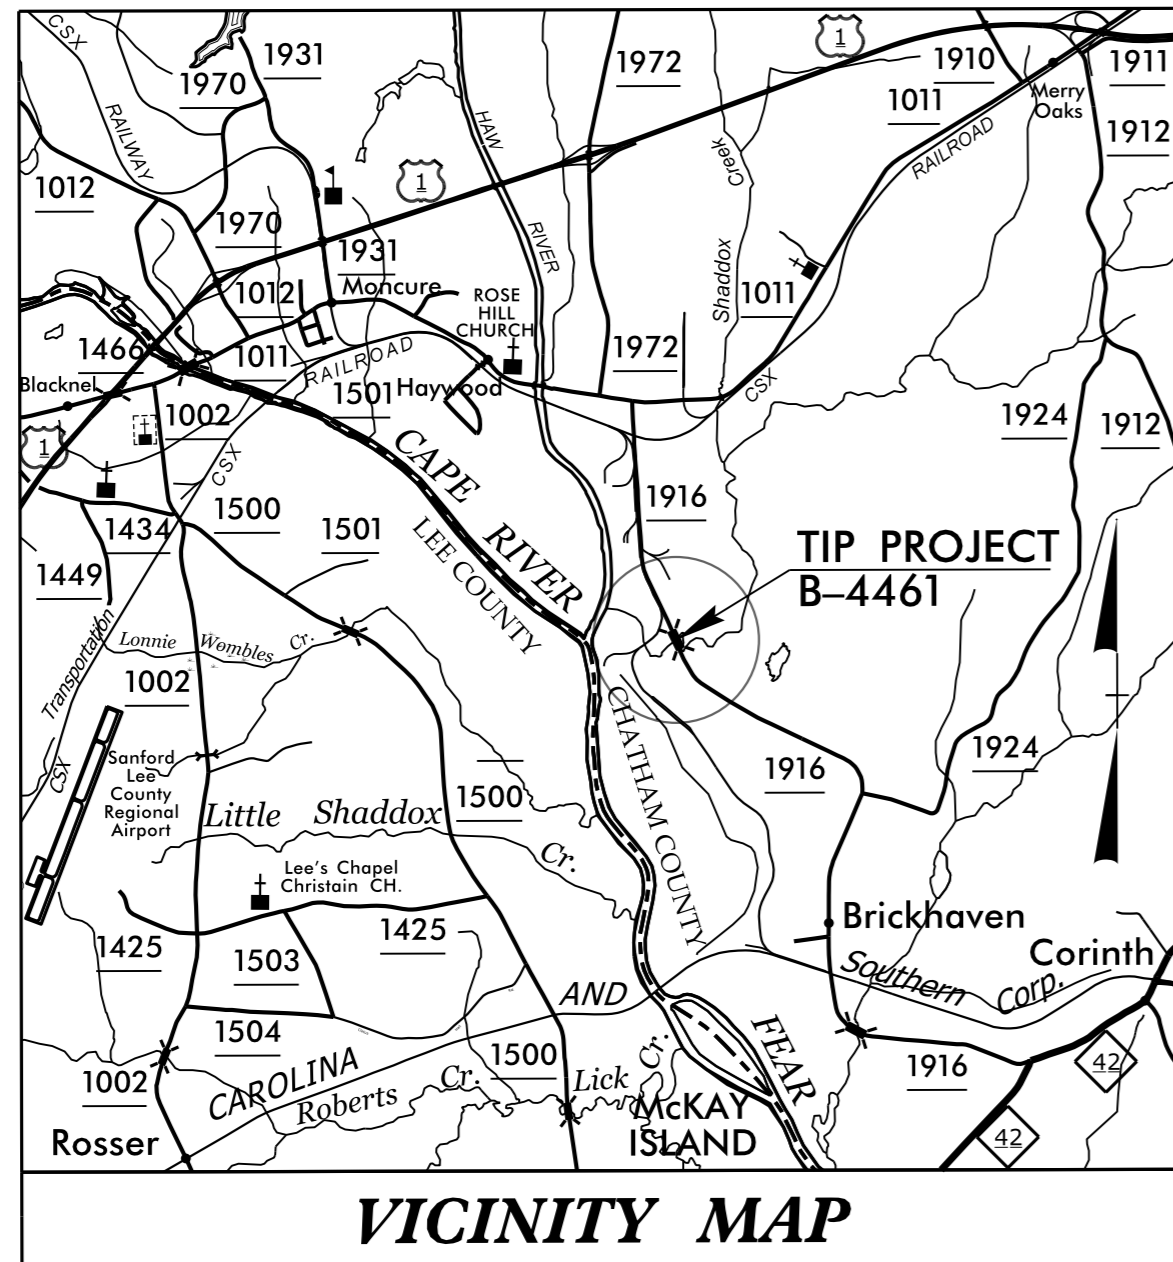 CSX
1931
1970
RAILWAY
1972
1
1910
1011
1911
Merry
Oaks
1912
HAW
RAILROAD
Creek
1
1012
1970
1931
RIVER
Shaddox
1012
Moncure
ROSE
HILL
CHURCH
1011
1466
1011
RAILROAD
1972
Blacknel
1501
Haywood
CSX
1002
1
1924
1912
CSX
CAPE
1916
1500
1434
1501
RIVER
LEE COUNTY
TIP PROJECT
B–4461
1449
Transportation
Lonnie Wombles Cr.
1002
CHATHAM COUNTY
CSX
Sanford
Lee
County
Regional
Airport
1924
1916
1500
Little Shaddox
Cr.
Lee's Chapel
Christain CH.
Brickhaven
1425
1425
1503
Corinth
Southern
Corp.
AND
FEAR
1504
CAROLINA
1500
Cr.
1002
Roberts
Cr.
Lick
1916
42
McKAY
ISLAND
Rosser
42
VICINITY MAP